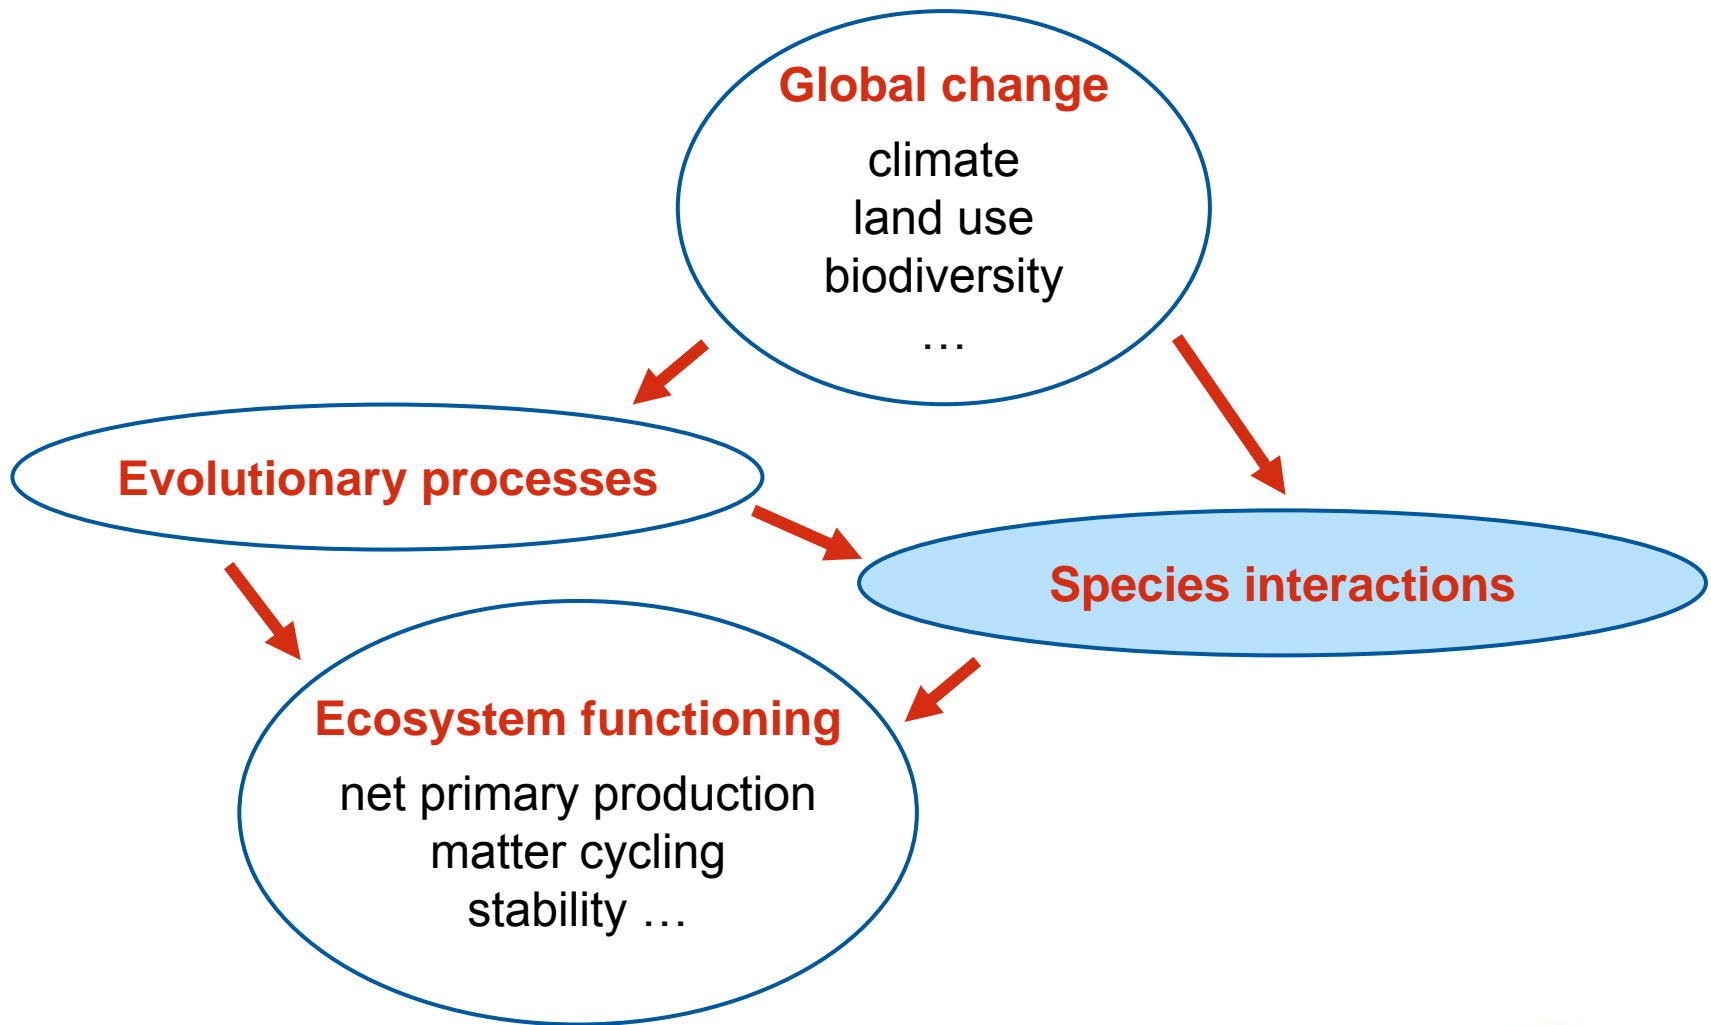 Global change
climate
land use
biodiversity
…
Evolutionary processes
Species interactions
Ecosystem functioning
net primary production
matter cycling
stability …